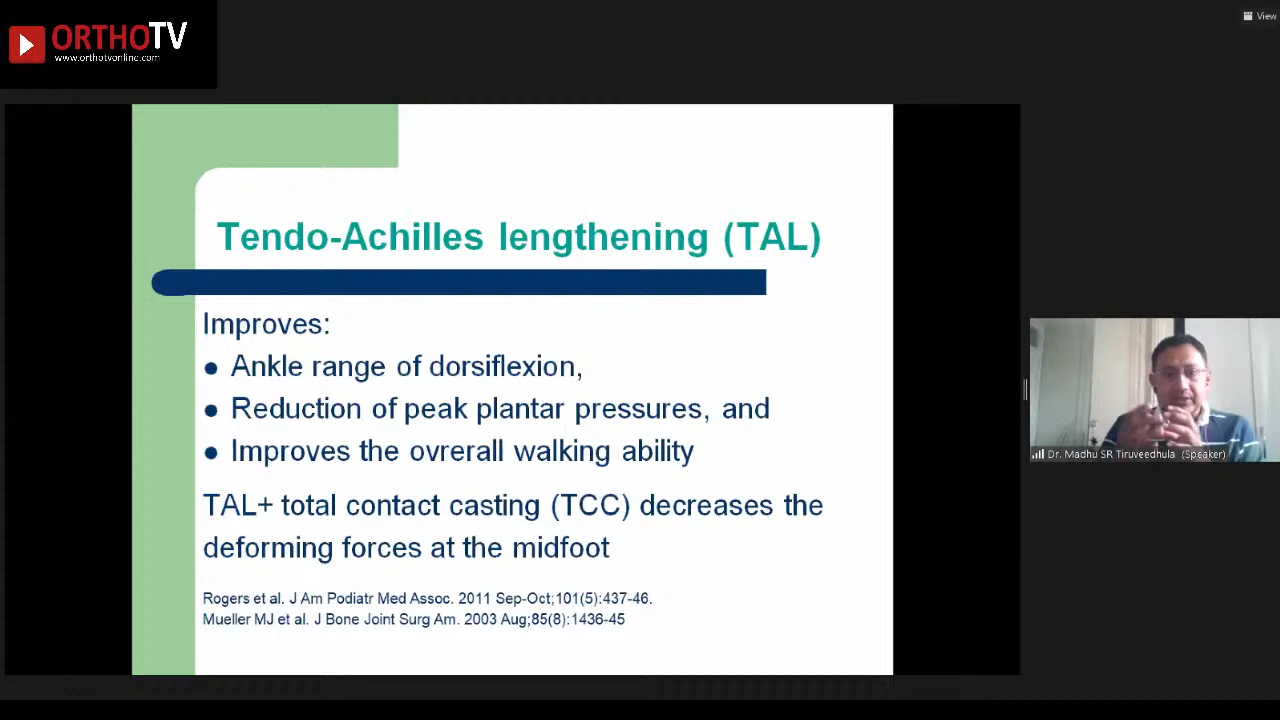 ORTHOTV
www.orthotvonline.com
View
Tendo-Achilles lengthening (TAL)
Improves:
● Ankle range of dorsiflexion,
● Reduction of peak plantar pressures, and
● Improves the ovrerall walking ability
TAL+ total contact casting (TCC) decreases the
deforming forces at the midfoot
Rogers et al. J Am Podiatr Med Assoc. 2011 Sep-Oct;101(5):437-46.
Mueller MJ et al. J Bone Joint Surg Am. 2003 Aug;85(8):1436-45
Dr. Madhu SR Tiruveedhula (Speaker)